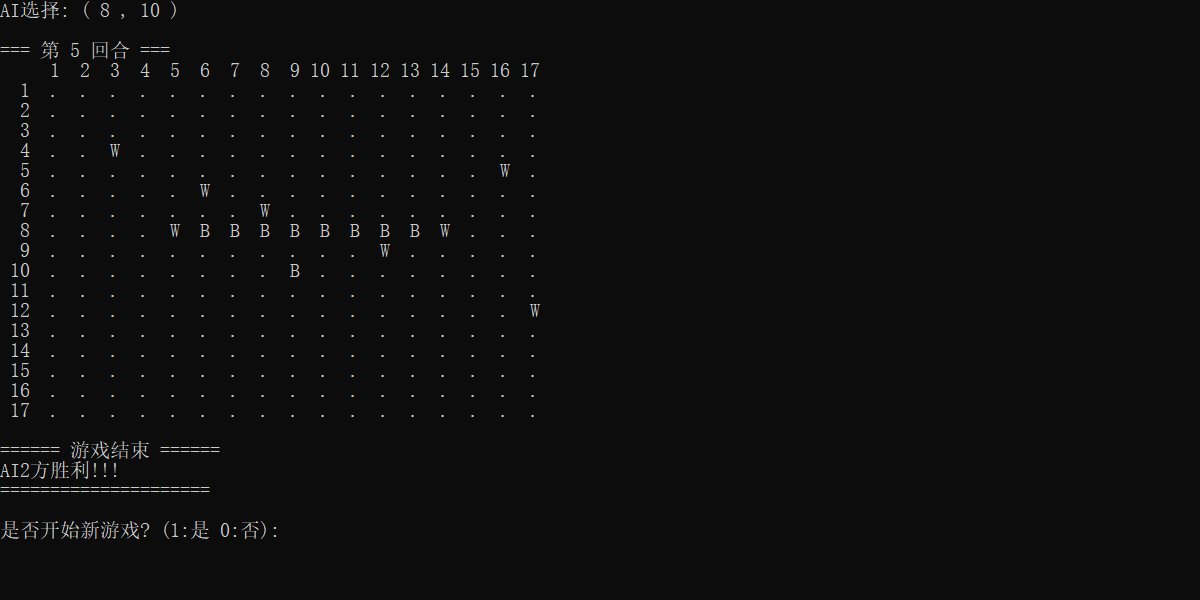 AI选择: ( 8 , 10 )
=== 第 5 回合 ===
1 2 3 4 5 6 7 8 9 10 11 12 13 14 15 16 17
1 . . . . . . . . . . . . . . . . .
2 . . . . . . . . . . . . . . . . .
3 . . . . . . . . . . . . . . . . .
4 . . W . . . . . . . . . . . . . .
5 . . . . . . . . . . . . . . . W .
6 . . . . . W . . . . . . . . . . .
7 . . . . . . . W . . . . . . . . .
8 . . . . W B B B B B B B B W . . .
9 . . . . . . . . . . . W . . . . .
10 . . . . . . . . B . . . . . . . .
11 . . . . . . . . . . . . . . . . .
12 . . . . . . . . . . . . . . . . W
13 . . . . . . . . . . . . . . . . .
14 . . . . . . . . . . . . . . . . .
15 . . . . . . . . . . . . . . . . .
16 . . . . . . . . . . . . . . . . .
17 . . . . . . . . . . . . . . . . .
====== 游戏结束 ======
AI2方胜利!!!
=====================
是否开始新游戏? (1:是 0:否):